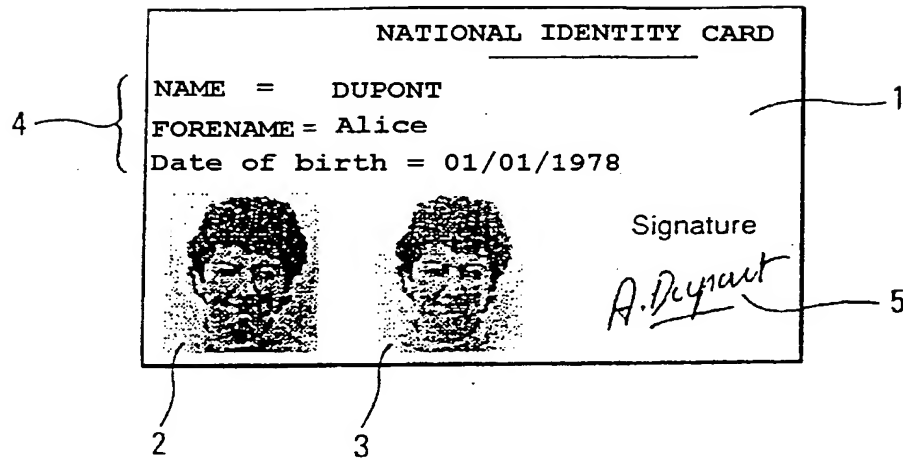 NATIONAL IDENTITY CARD
NAME = DUPONT
FORENAME = Alice
Date of birth = 01/01/1978
Signature
A. Dupont
1
2
3
4
5